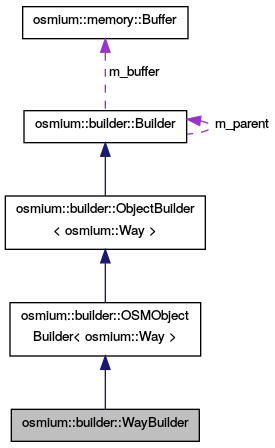 osmium::memory::Buffer
m_buffer
osmium::builder::Builder
m_parent
osmium::builder::ObjectBuilder
< osmium::Way >
osmium::builder::OSMObject
Builder< osmium::Way >
osmium::builder::WayBuilder